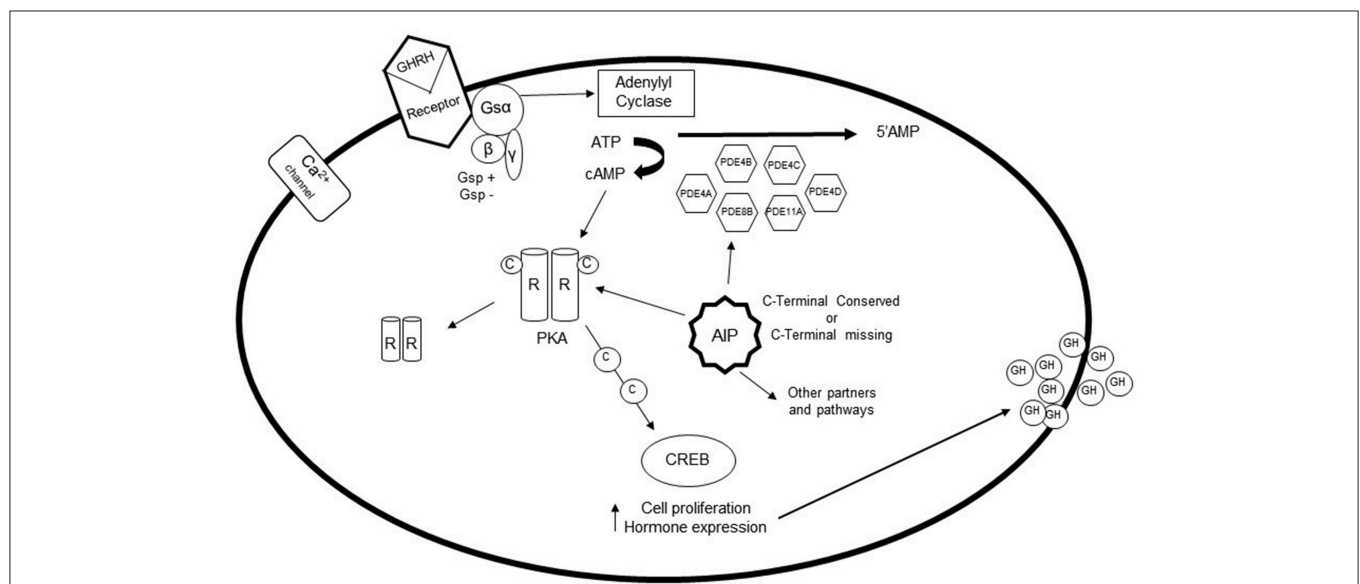 GHRH
Receptor
Ca2+
channel
Gsα
β
γ
Gsp +
Gsp -
Adenylyl
Cyclase
ATP
cAMP
5'AMP
PDE4B
PDE4C
PDE4A
PDE4D
PDE8B
PDE11A
C
R
R
C
PKA
R
R
C
C
AIP
C-Terminal Conserved
or
C-Terminal missing
Other partners
and pathways
CREB
Cell proliferation
Hormone expression
GH
GH
GH
GH
GH
GH
GH
GH
GH